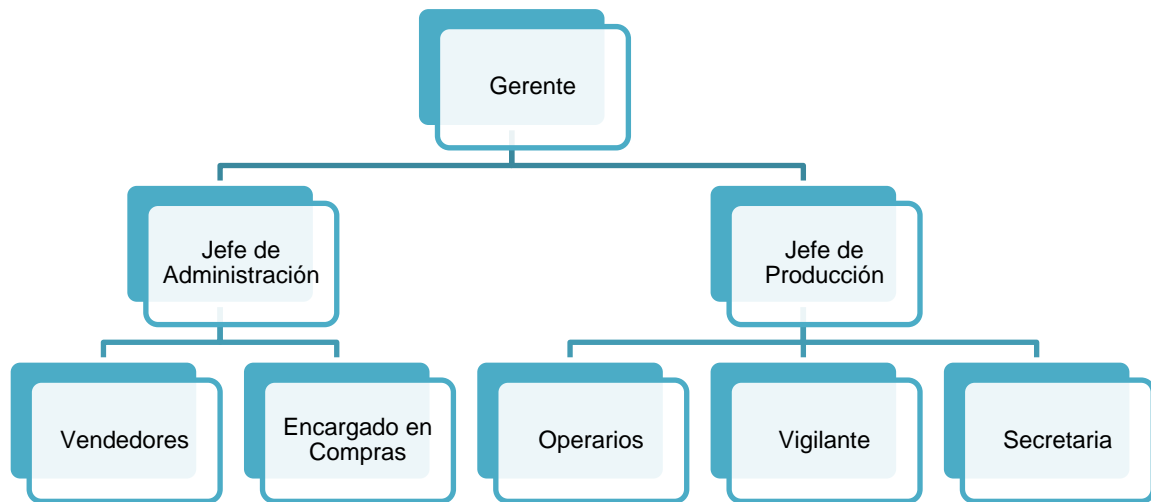 Gerente
Jefe de
Administración
Jefe de
Producción
Vendedores
Encargado en
Compras
Operarios
Vigilante
Secretaria